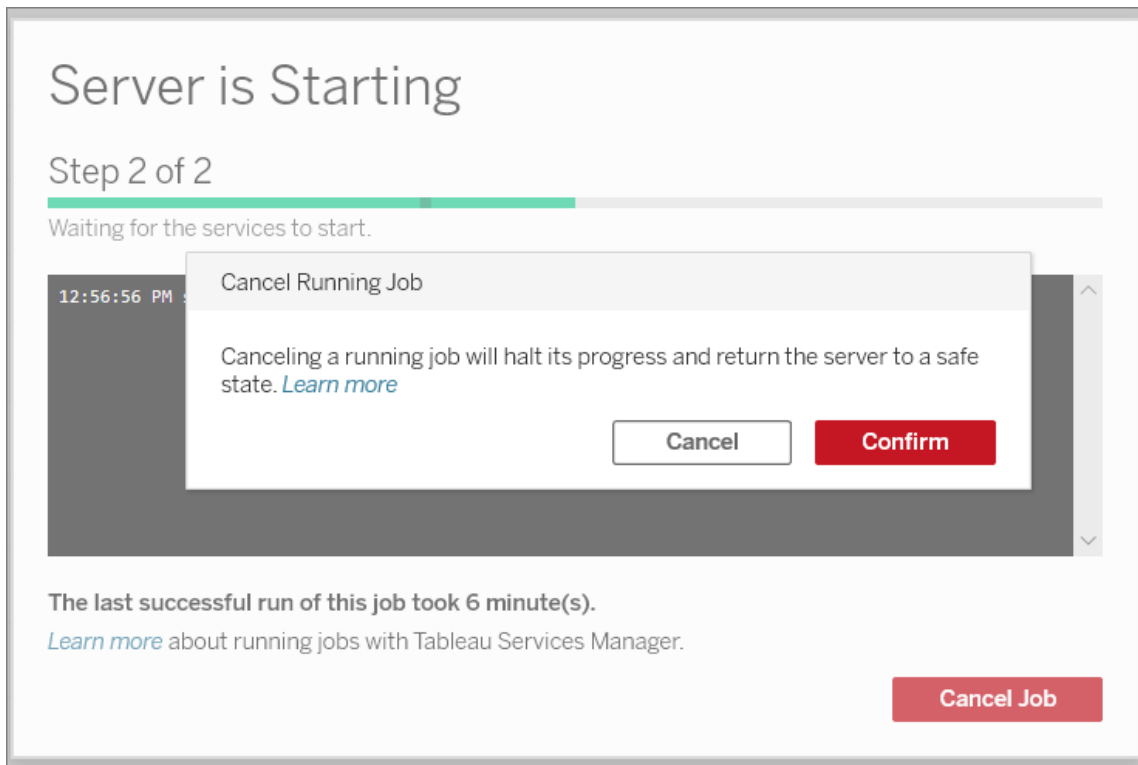 Server is Starting
Step 2 of 2
Waiting for the services to start.
12:56:56 PM
Cancel Running Job
Canceling a running job will halt its progress and return the server to a safe
state. Learn more
Cancel
Confirm
The last successful run of this job took 6 minute(s).
Learn more about running jobs with Tableau Services Manager.
Cancel Job